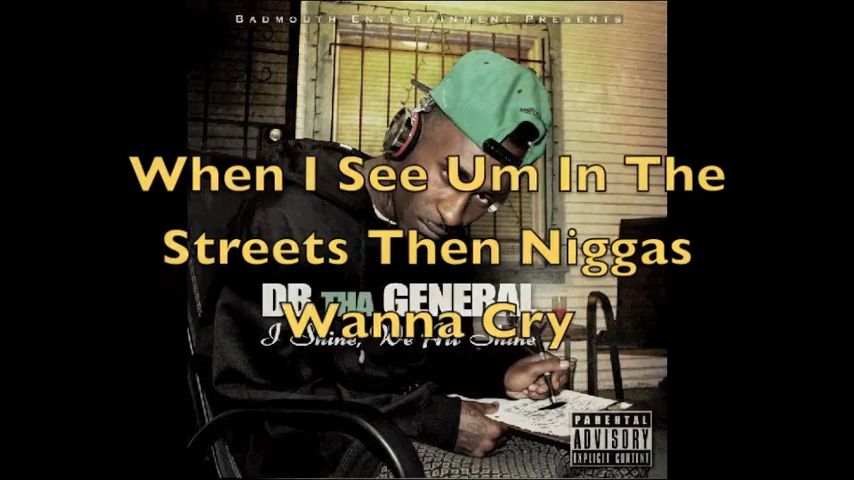 BADMOUTH ENTERTAINMENT PRESENTS
When I See Um In The
Streets Then Niggas
DB THA GENERAL
Wanna Cry
I Shine, We All Shine
PARENTAL
ADVISORY
EXPLICIT CONTENT